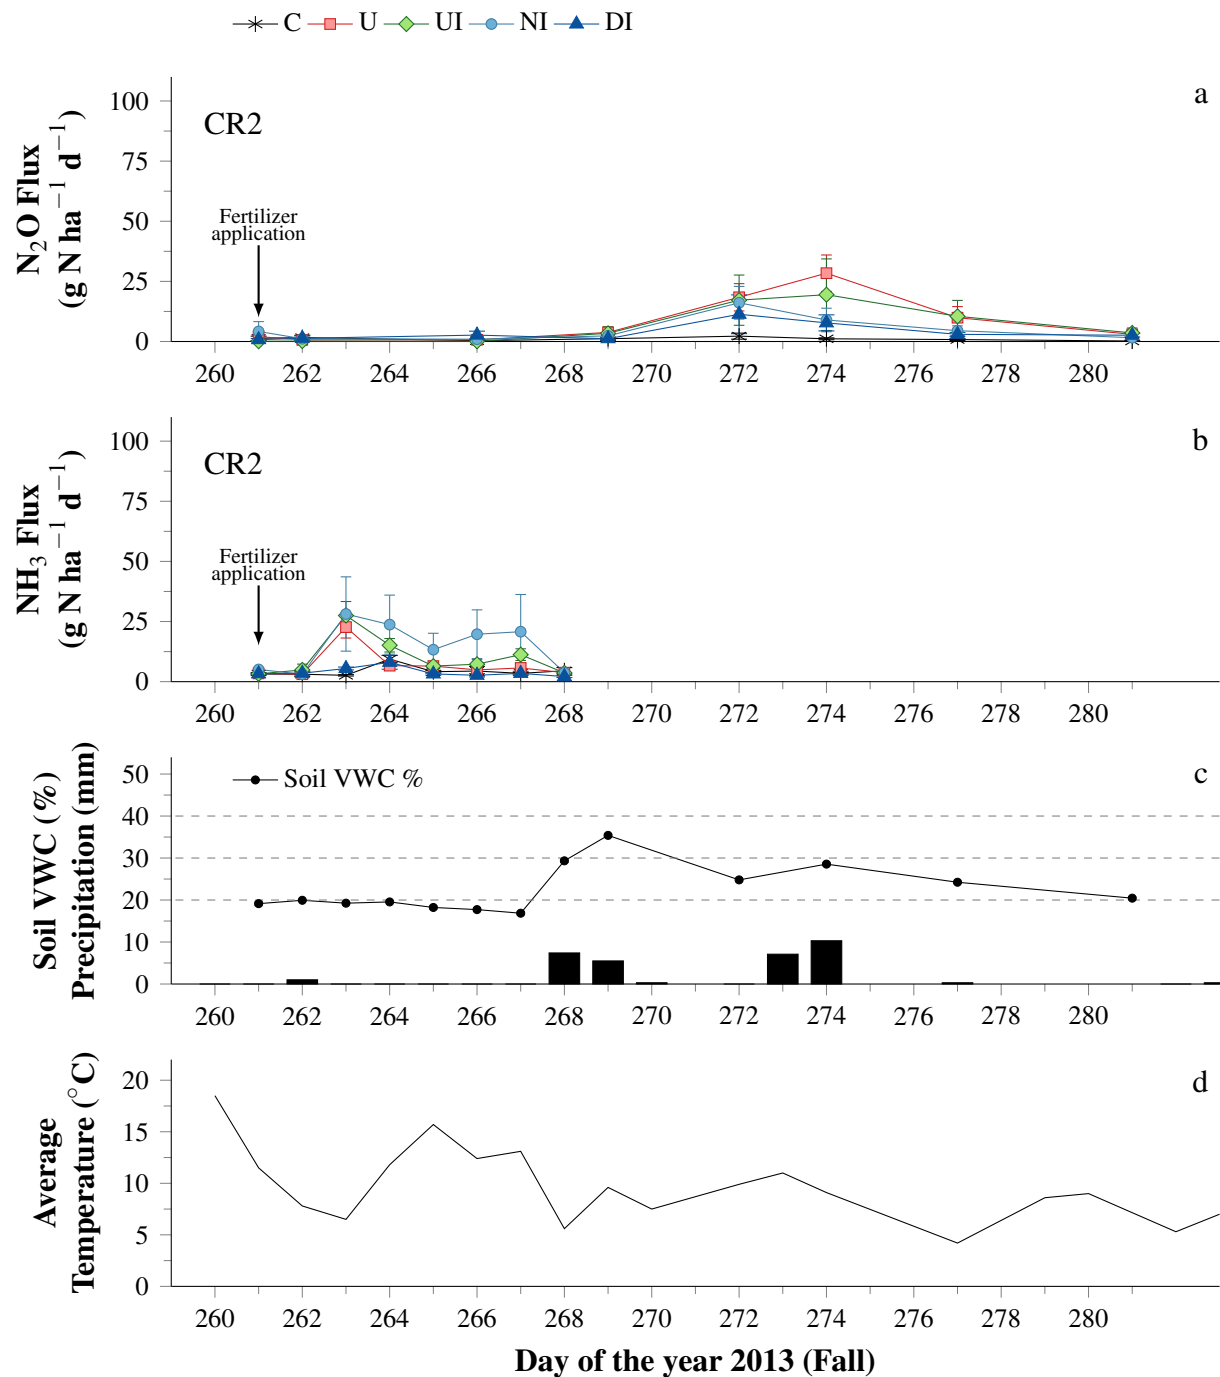 C U UI NI DI
a
CR2
100
75
50
25
0
N₂O Flux
(g N ha⁻¹ d⁻¹)
Fertilizer
application
260 262 264 266 268 270 272 274 276 278 280
b
CR2
100
75
50
25
0
NH₃ Flux
(g N ha⁻¹ d⁻¹)
Fertilizer
application
260 262 264 266 268 270 272 274 276 278 280
c
Soil VWC %
50
40
30
20
10
0
Soil VWC (%)
Precipitation (mm)
260 262 264 266 268 270 272 274 276 278 280
d
20
15
10
5
0
Average
Temperature (°C)
260 262 264 266 268 270 272 274 276 278 280
Day of the year 2013 (Fall)